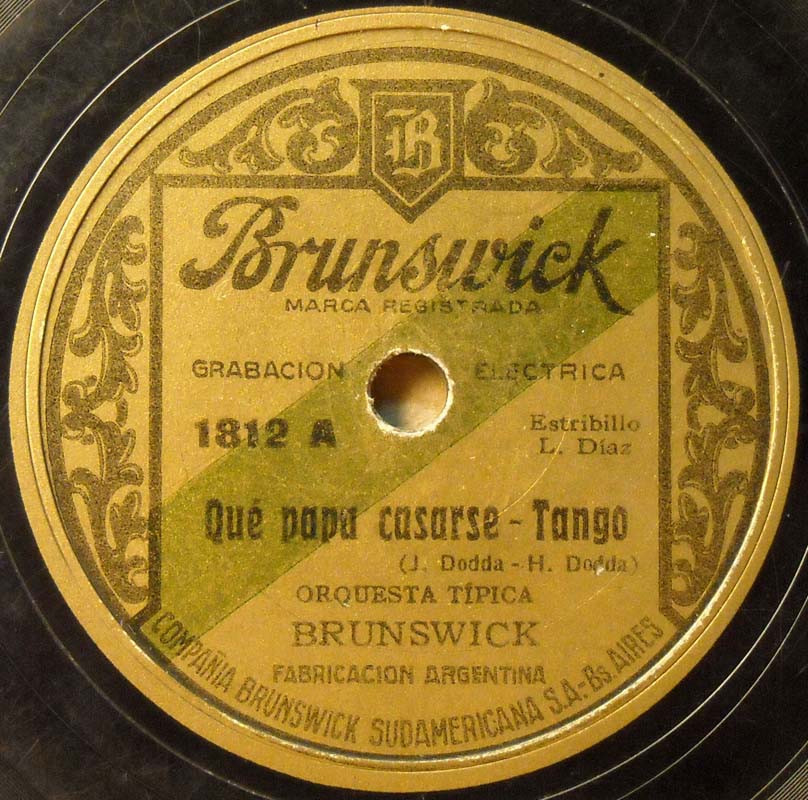 B
Brunswick
MARCA REGISTRADA
GRABACION ELECTRICA
1812 A
Estribillo
L. Díaz
Qué papa casarse - Tango
(J. Dodda - H. Dodda)
ORQUESTA TÍPICA
BRUNSWICK
FABRICACION ARGENTINA
COMPAÑIA BRUNSWICK SUDAMERICANA S.A.-Bs. AIRES